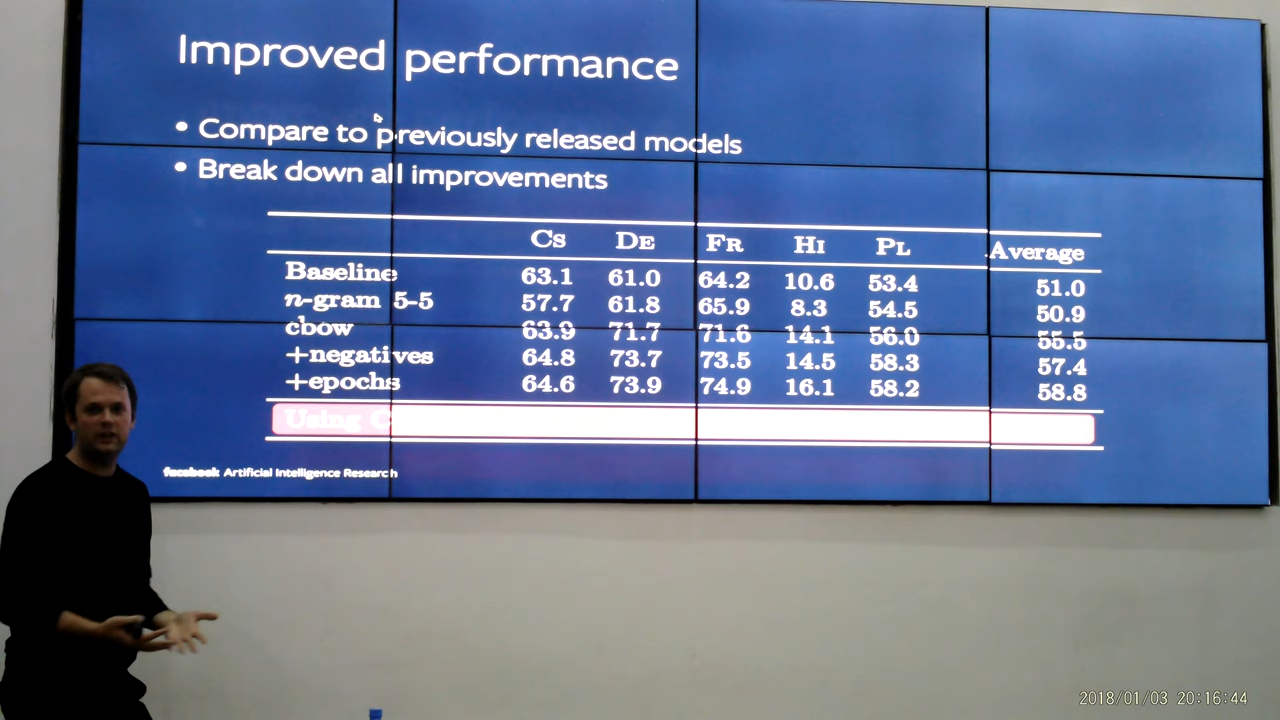 Improved performance
• Compare to previously released models
• Break down all improvements
Cs DE FR HI PL Average
Baseline 63.1 61.0 64.2 10.6 53.4 51.0
n-gram 5-5 57.7 61.8 65.9 8.3 54.5 50.9
cbow 63.9 71.7 71.6 14.1 56.0 55.5
+negatives 64.8 73.7 73.5 14.5 58.3 57.4
+epochs 64.6 73.9 74.9 16.1 58.2 58.8
Using
facebook Artificial Intelligence Research
2018/01/03 20:16:44